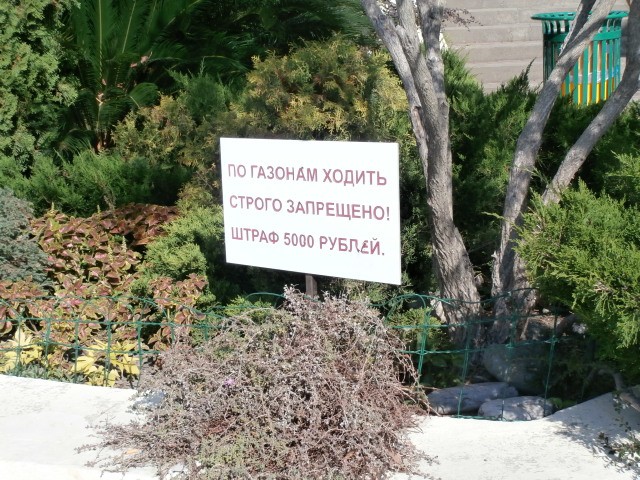 ПО ГАЗОНАМ ХОДИТЬ
СТРОГО ЗАПРЕЩЕНО!
ШТРАФ 5000 РУБЛЕЙ.